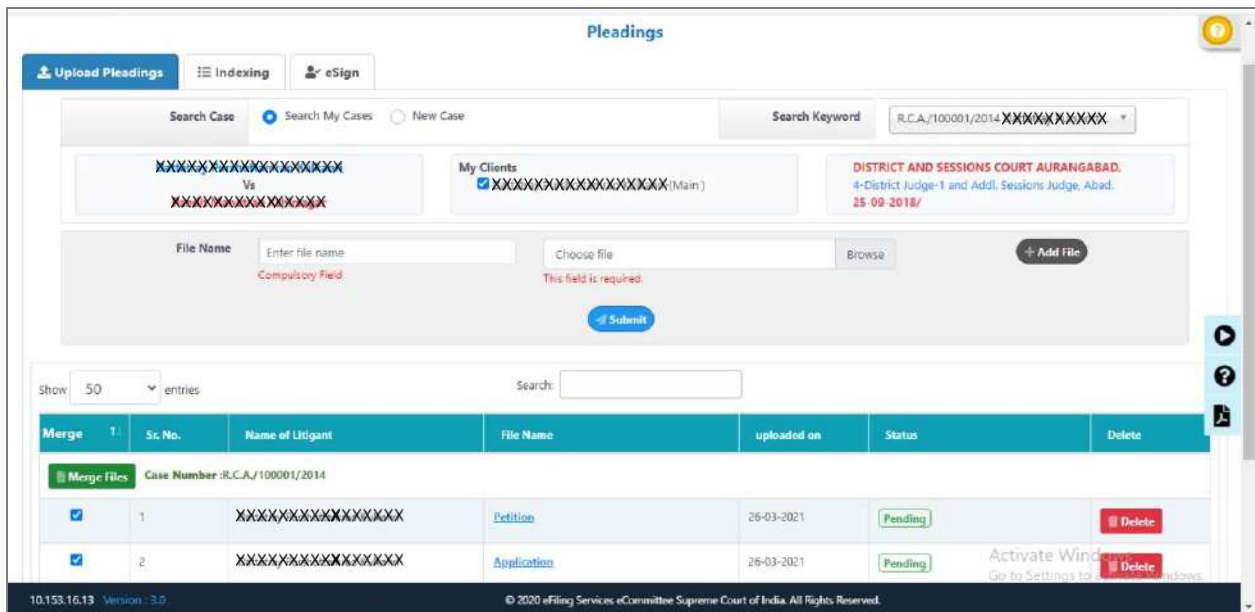 Pleadings
Upload Pleadings Indexing eSign
Search Case Search My Cases New Case Search Keyword R.C.A./100001/2014
Vs
My Clients
(Main )
DISTRICT AND SESSIONS COURT AURANGABAD.
4-District Judge-1 and Addl. Sessions Judge, Abad.
25-09-2018/
File Name Enter file name Choose file Browse + Add File
Compulsory Field This field is required.
Submit
Show 50 entries Search:
Merge Sr. No. Name of Litigant File Name uploaded on Status Delete
Merge Files Case Number :R.C.A./100001/2014
1 Petition 26-03-2021 Pending Delete
2 Application 26-03-2021 Pending Delete
Activate Windows
Go to Settings to
10.153.16.13 Version : 3.0 © 2020 eFiling Services eCommittee Supreme Court of India. All Rights Reserved.